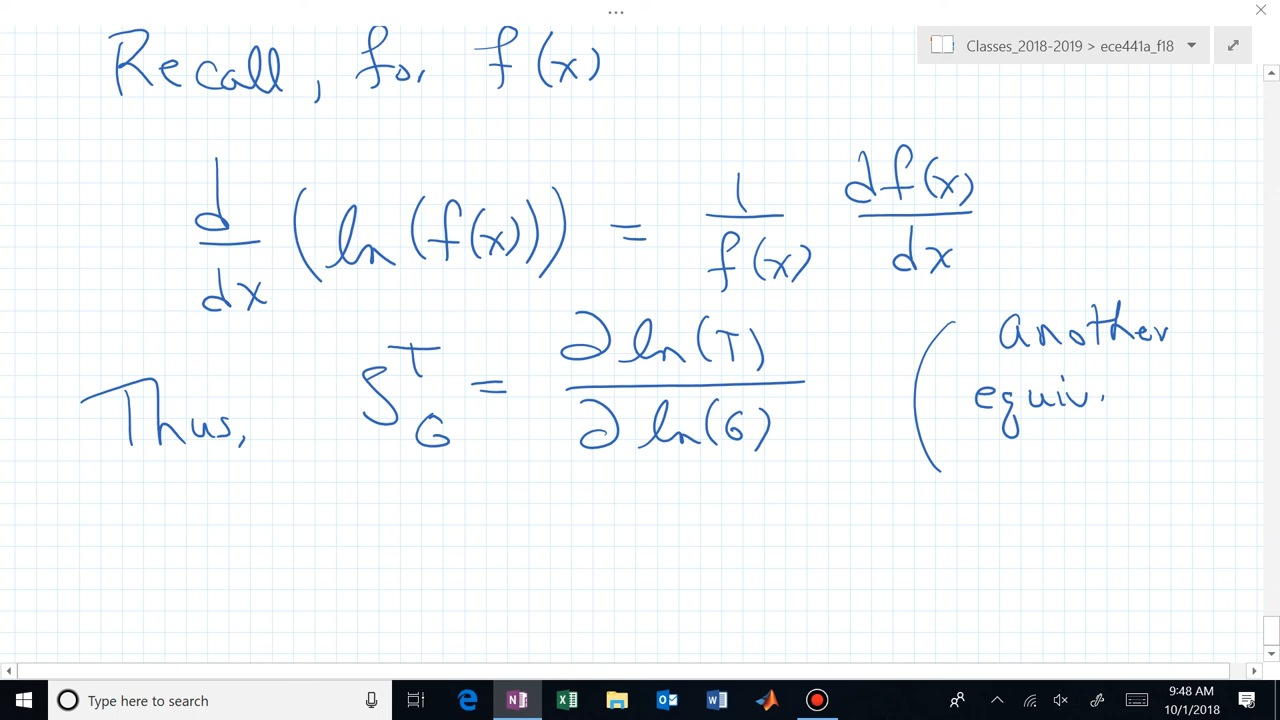 ...
Classes_2018-2019 > ece441a_f18
Recall, for f(x)
d/dx (ln(f(x))) = 1/f(x) df(x)/dx
Thus, S^T_G = ∂ ln(T)/∂ ln(G) (another equiv.
Type here to search
9:48 AM
10/1/2018